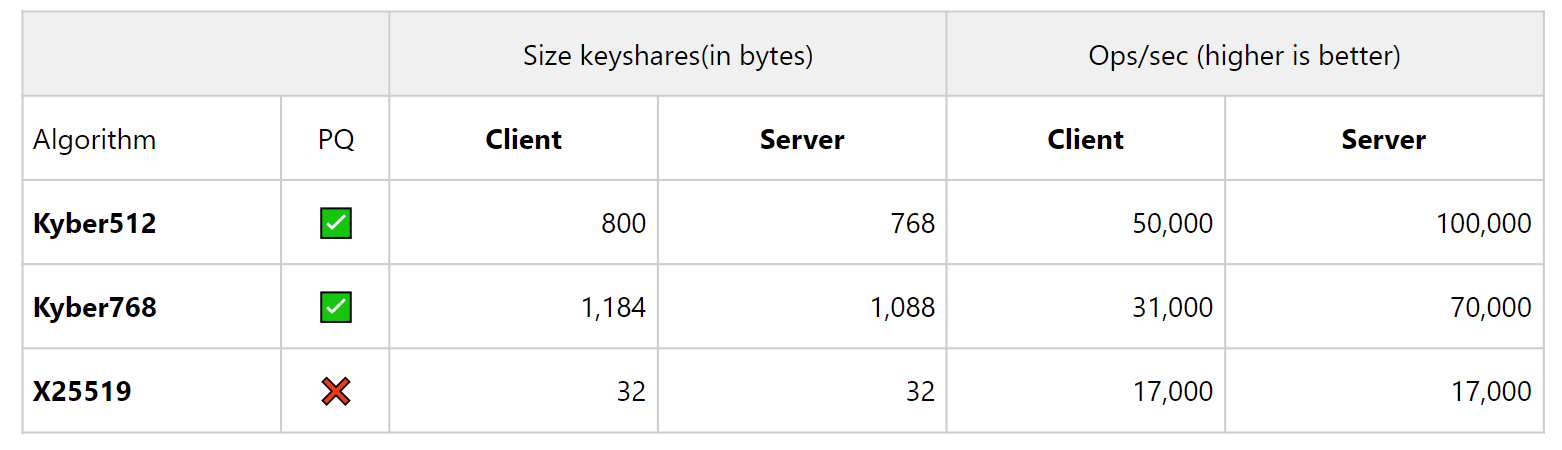 Size keyshares(in bytes) Ops/sec (higher is better)
Algorithm PQ Client Server Client Server
Kyber512 ✅ 800 768 50,000 100,000
Kyber768 ✅ 1,184 1,088 31,000 70,000
X25519 ❌ 32 32 17,000 17,000